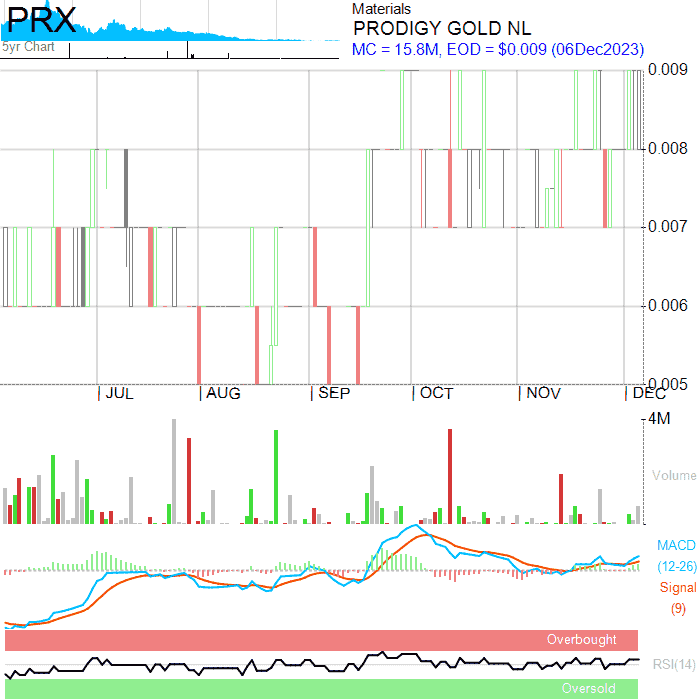 PRX
Materials
PRODIGY GOLD NL
MC = 15.8M, EOD = $0.009 (06Dec2023)
5yr Chart
0.009
0.008
0.007
0.006
0.005
JUL AUG SEP OCT NOV DEC
4M
Volume
MACD
(12-26)
Signal
(9)
Overbought
RSI(14)
Oversold